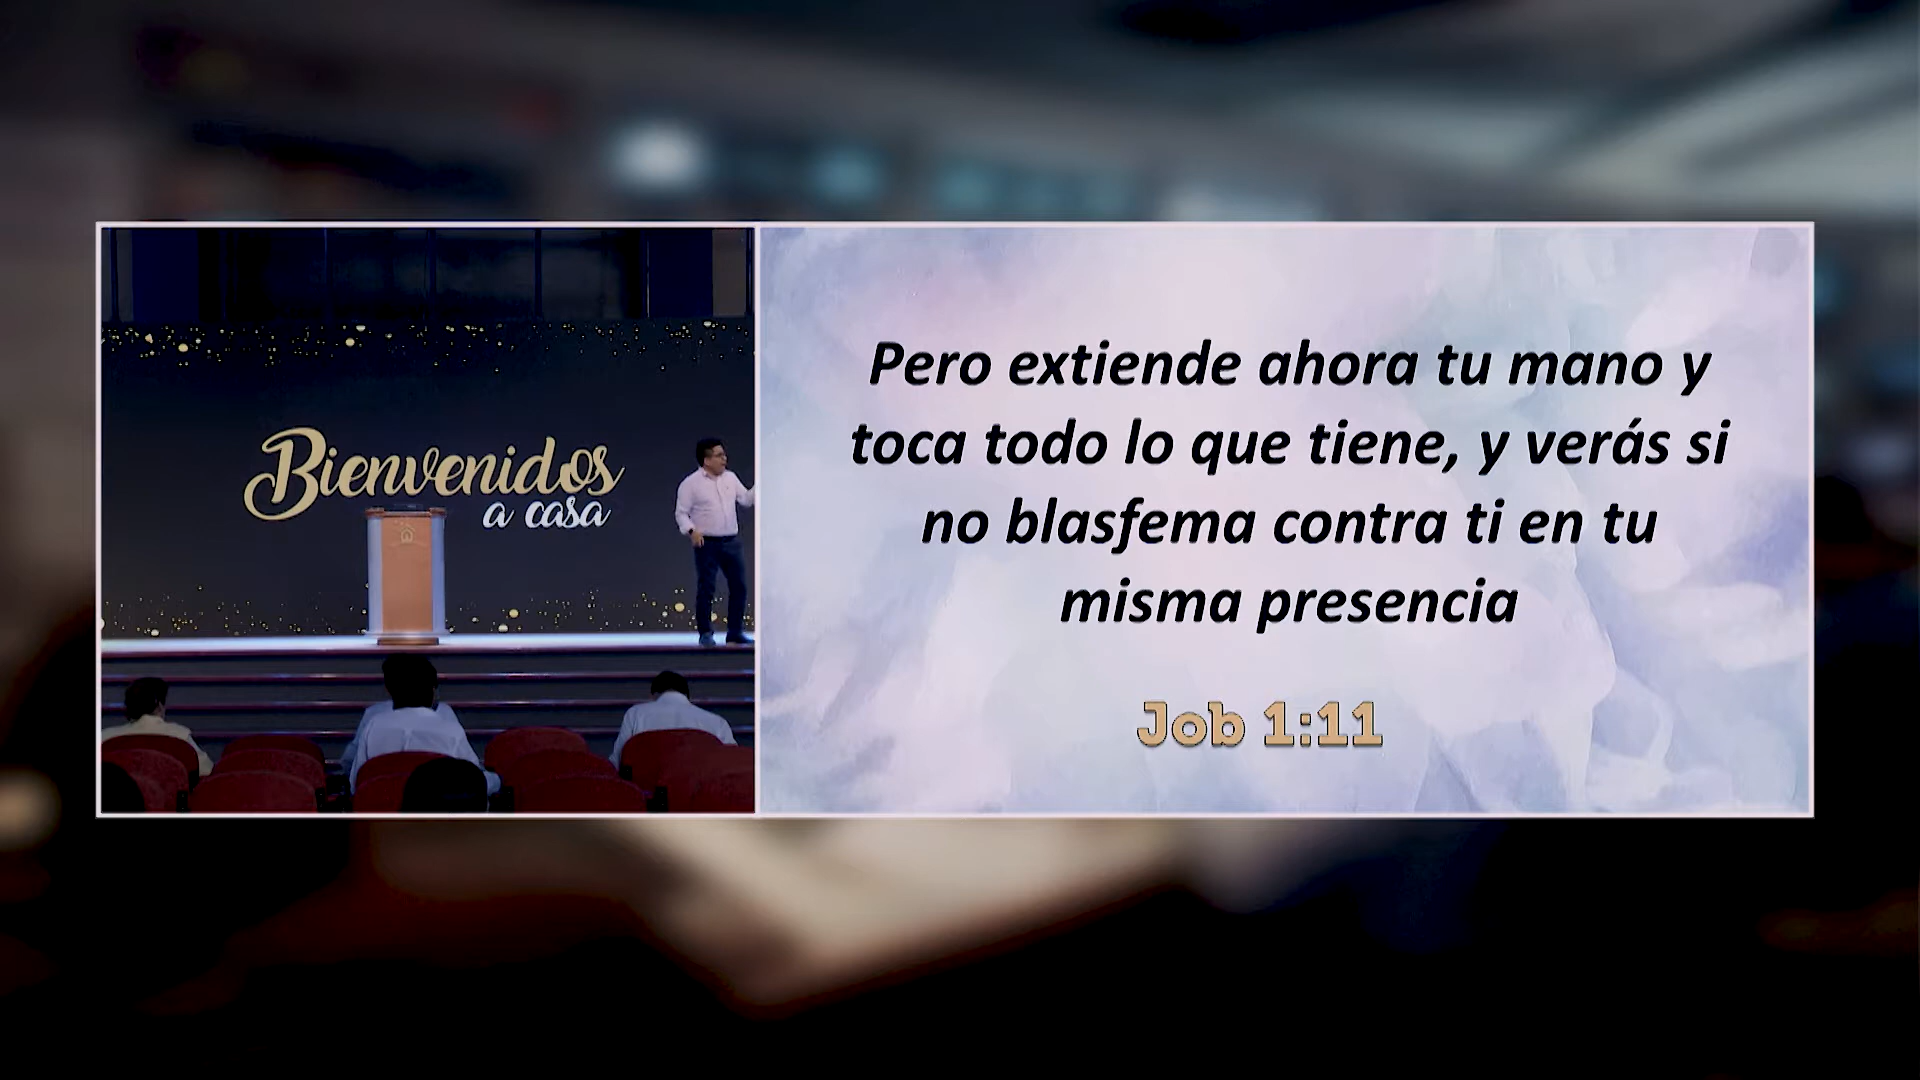 Bienvenidos
a casa
Pero extiende ahora tu mano y
toca todo lo que tiene, y verás si
no blasfema contra ti en tu
misma presencia
Job 1:11